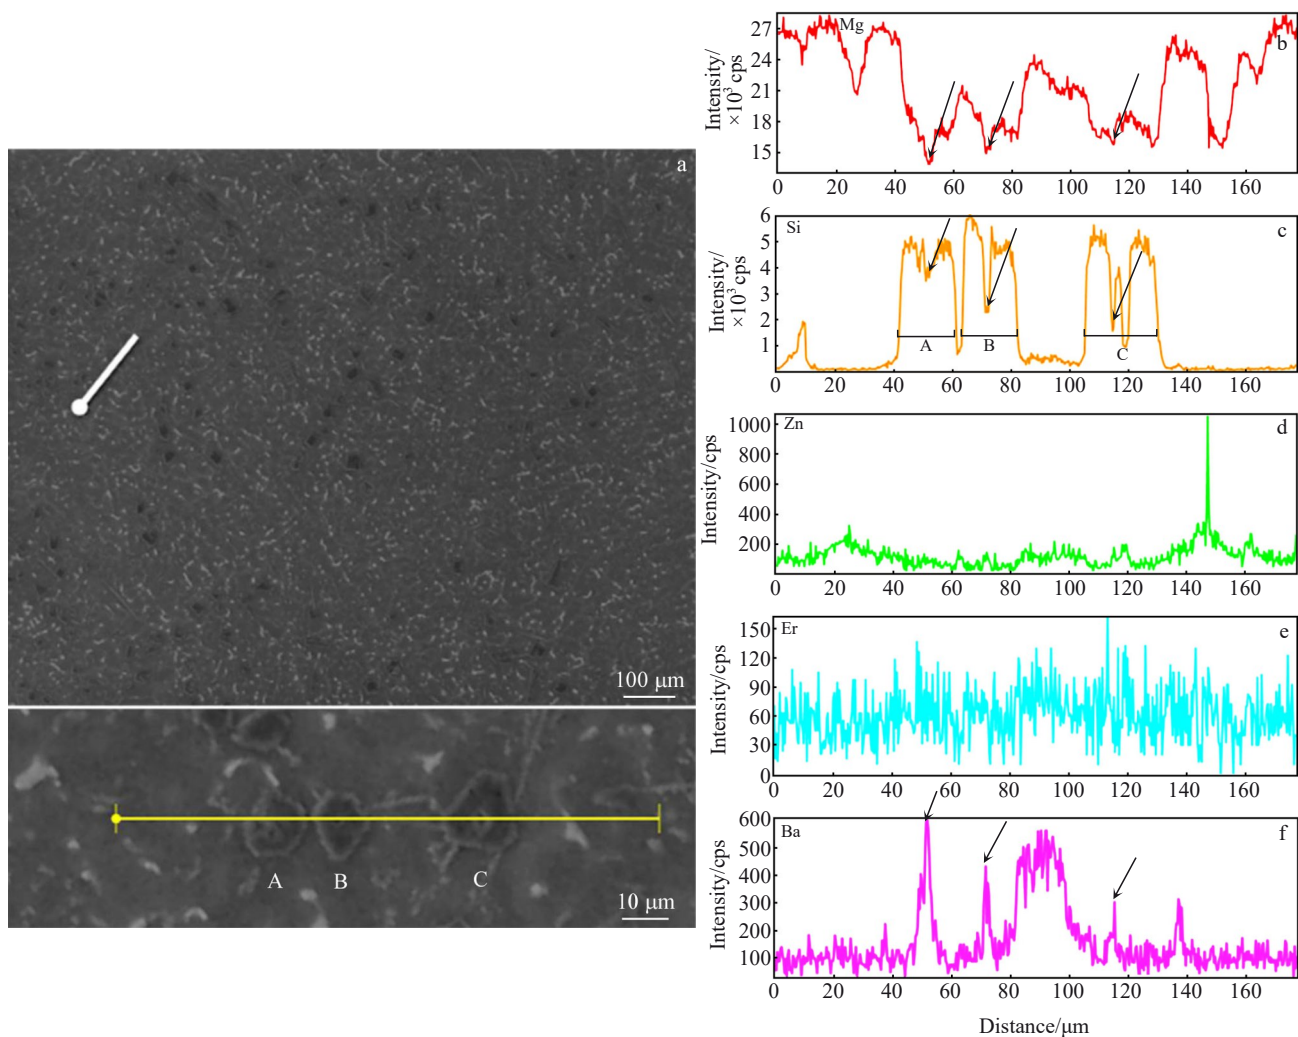 a
100 μm
A
B
C
10 μm
Mg
b
Intensity/
×10³ cps
27
24
21
18
15
0 20 40 60 80 100 120 140 160
Si
c
Intensity/
×10³ cps
6
5
4
3
2
1
A
B
C
0 20 40 60 80 100 120 140 160
Zn
d
Intensity/cps
1000
800
600
400
200
0 20 40 60 80 100 120 140 160
Er
e
Intensity/cps
150
120
90
60
30
0
0 20 40 60 80 100 120 140 160
Ba
f
Intensity/cps
600
500
400
300
200
100
0 20 40 60 80 100 120 140 160
Distance/μm